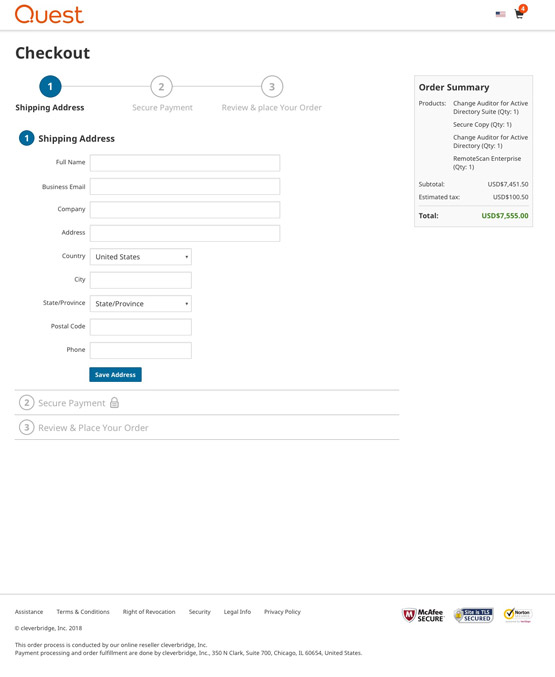 Quest
4
Checkout
1
2
3
Shipping Address
Secure Payment
Review & place Your Order
1 Shipping Address
Full Name
Business Email
Company
Address
Country United States
City
State/Province State/Province
Postal Code
Phone
Save Address
2 Secure Payment
3 Review & Place Your Order
Order Summary
Products: Change Auditor for Active
Directory Suite (Qty: 1)
Secure Copy (Qty: 1)
Change Auditor for Active
Directory (Qty: 1)
RemoteScan Enterprise
(Qty: 1)
Subtotal: USD$7,451.50
Estimated tax: USD$100.50
Total: USD$7,555.00
Assistance Terms & Conditions Right of Revocation Security Legal Info Privacy Policy
McAfee
SECURE
Site is TLS
SECURED
Norton
© cleverbridge, Inc. 2018
This order process is conducted by our online reseller cleverbridge, Inc.
Payment processing and order fulfillment are done by cleverbridge, Inc., 350 N Clark, Suite 700, Chicago, IL 60654, United States.